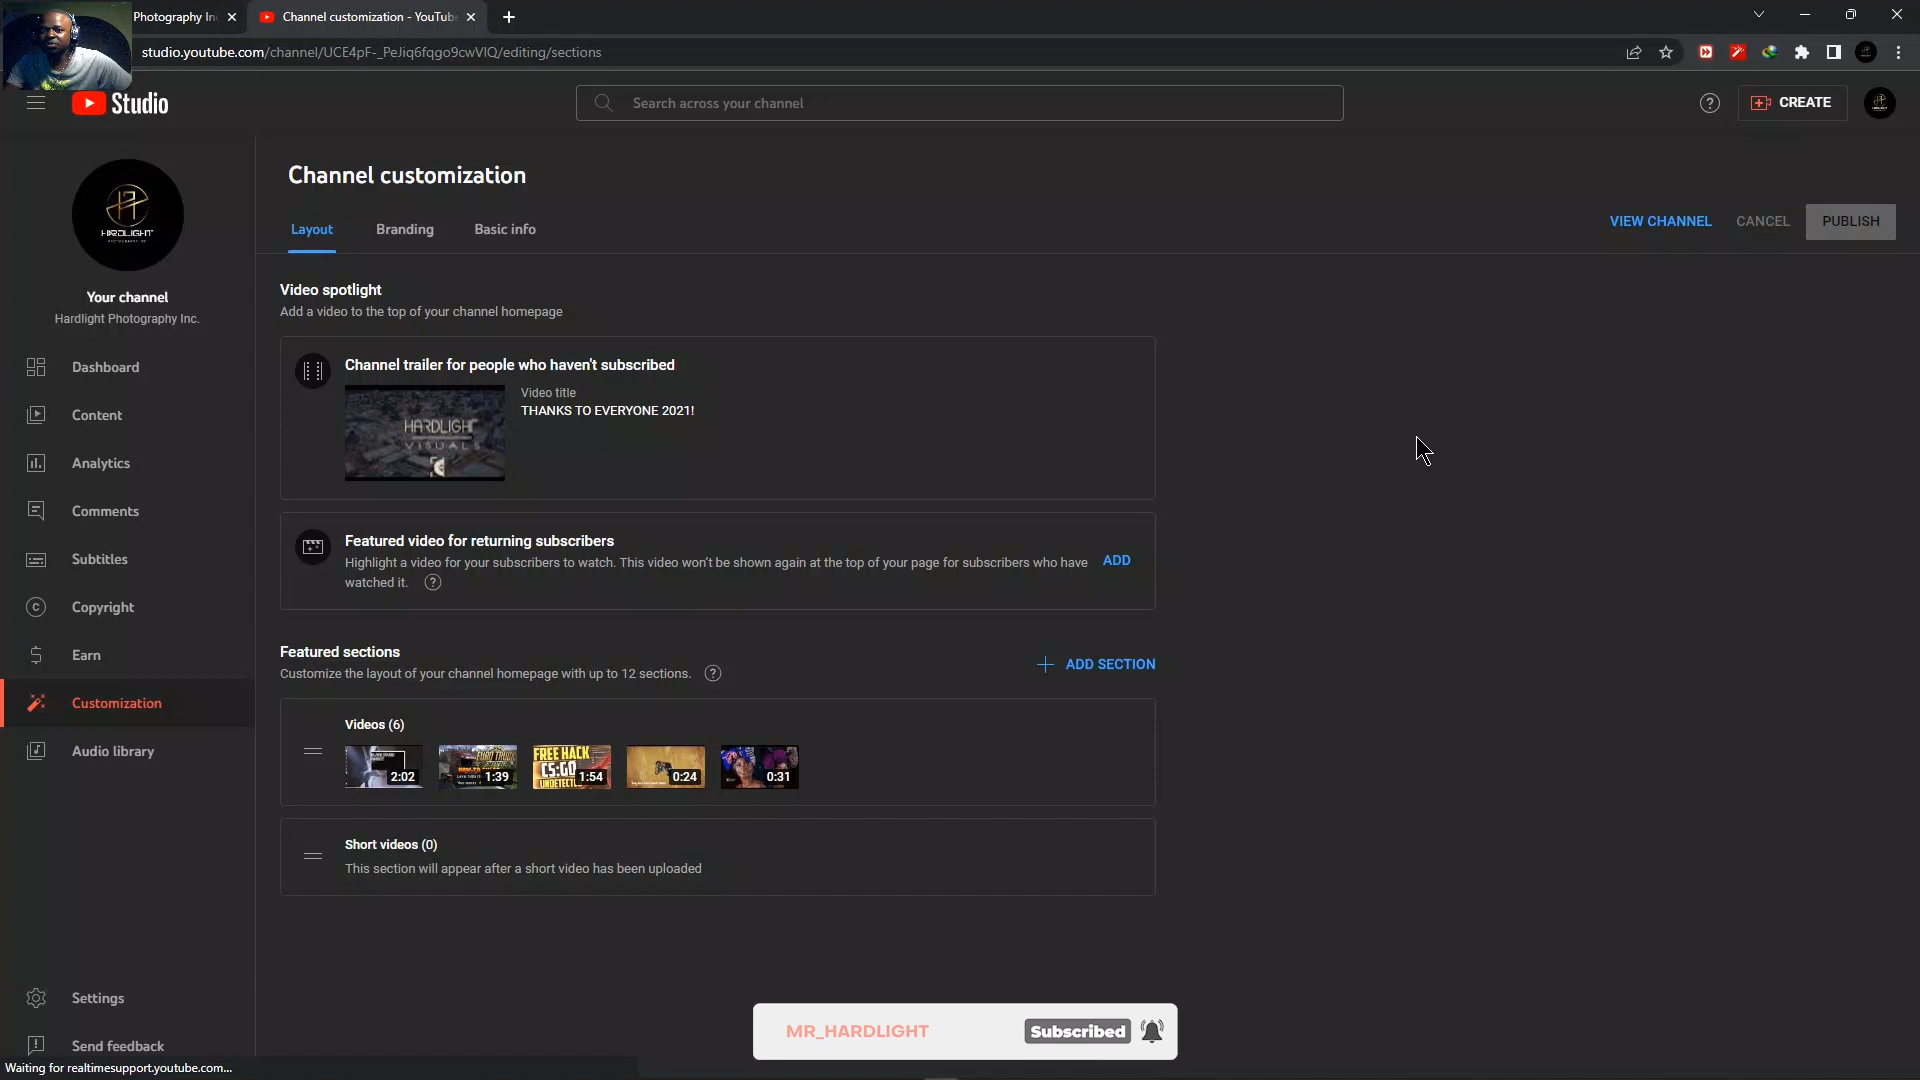 Photography In
Channel customization - YouTub
studio.youtube.com/channel/UCE4pF-_PeJiq6fqgo9cwVIQ/editing/sections
Studio
Search across your channel
CREATE
Channel customization
Layout
Branding
Basic info
VIEW CHANNEL
CANCEL
PUBLISH
HARDLIGHT
Your channel
Hardlight Photography Inc.
Dashboard
Content
Analytics
Comments
Subtitles
Copyright
Earn
Customization
Audio library
Settings
Send feedback
Video spotlight
Add a video to the top of your channel homepage
Channel trailer for people who haven't subscribed
HARDLIGHT
VISUALS
Video title
THANKS TO EVERYONE 2021!
Featured video for returning subscribers
Highlight a video for your subscribers to watch. This video won't be shown again at the top of your page for subscribers who have
watched it.
ADD
Featured sections
Customize the layout of your channel homepage with up to 12 sections.
ADD SECTION
Videos (6)
2:02
EURO TRUCK
1:39
FREE HACK
CS:GO
UNDETECTED
1:54
0:24
0:31
Short videos (0)
This section will appear after a short video has been uploaded
MR_HARDLIGHT
Subscribed
Waiting for realtimesupport.youtube.com...